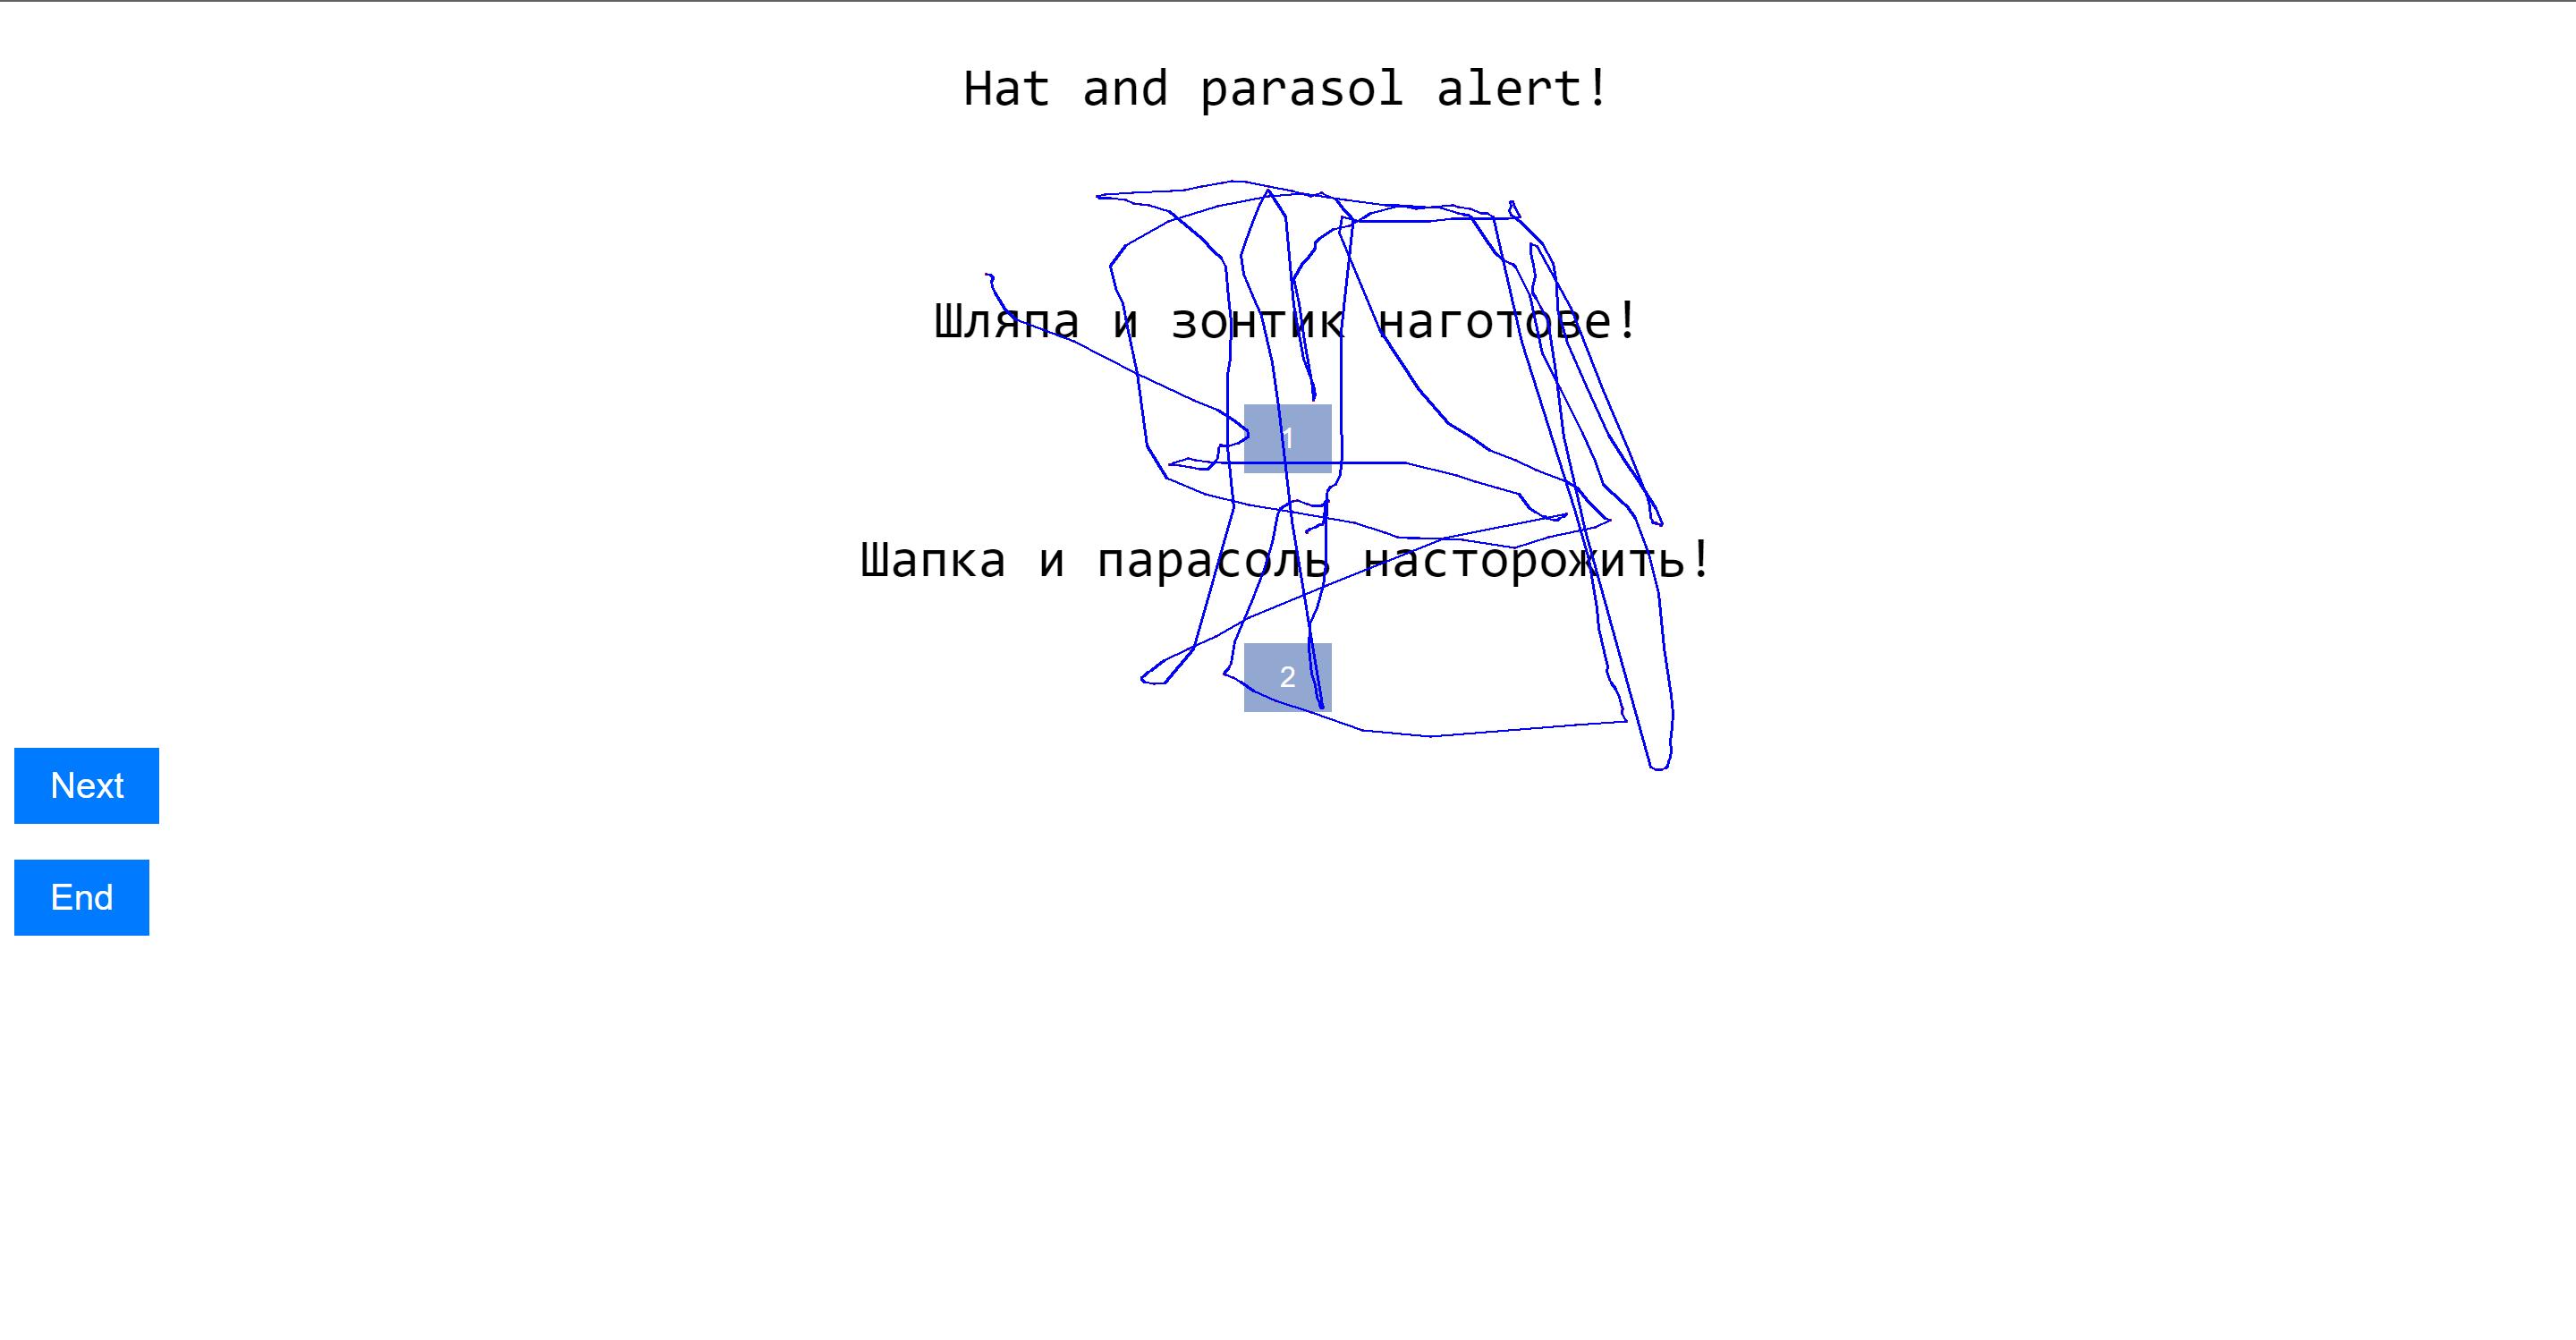 Hat and parasol alert!
Шляпа и зонтик наготове!
1
Шапка и парасоль насторожить!
2
Next
End